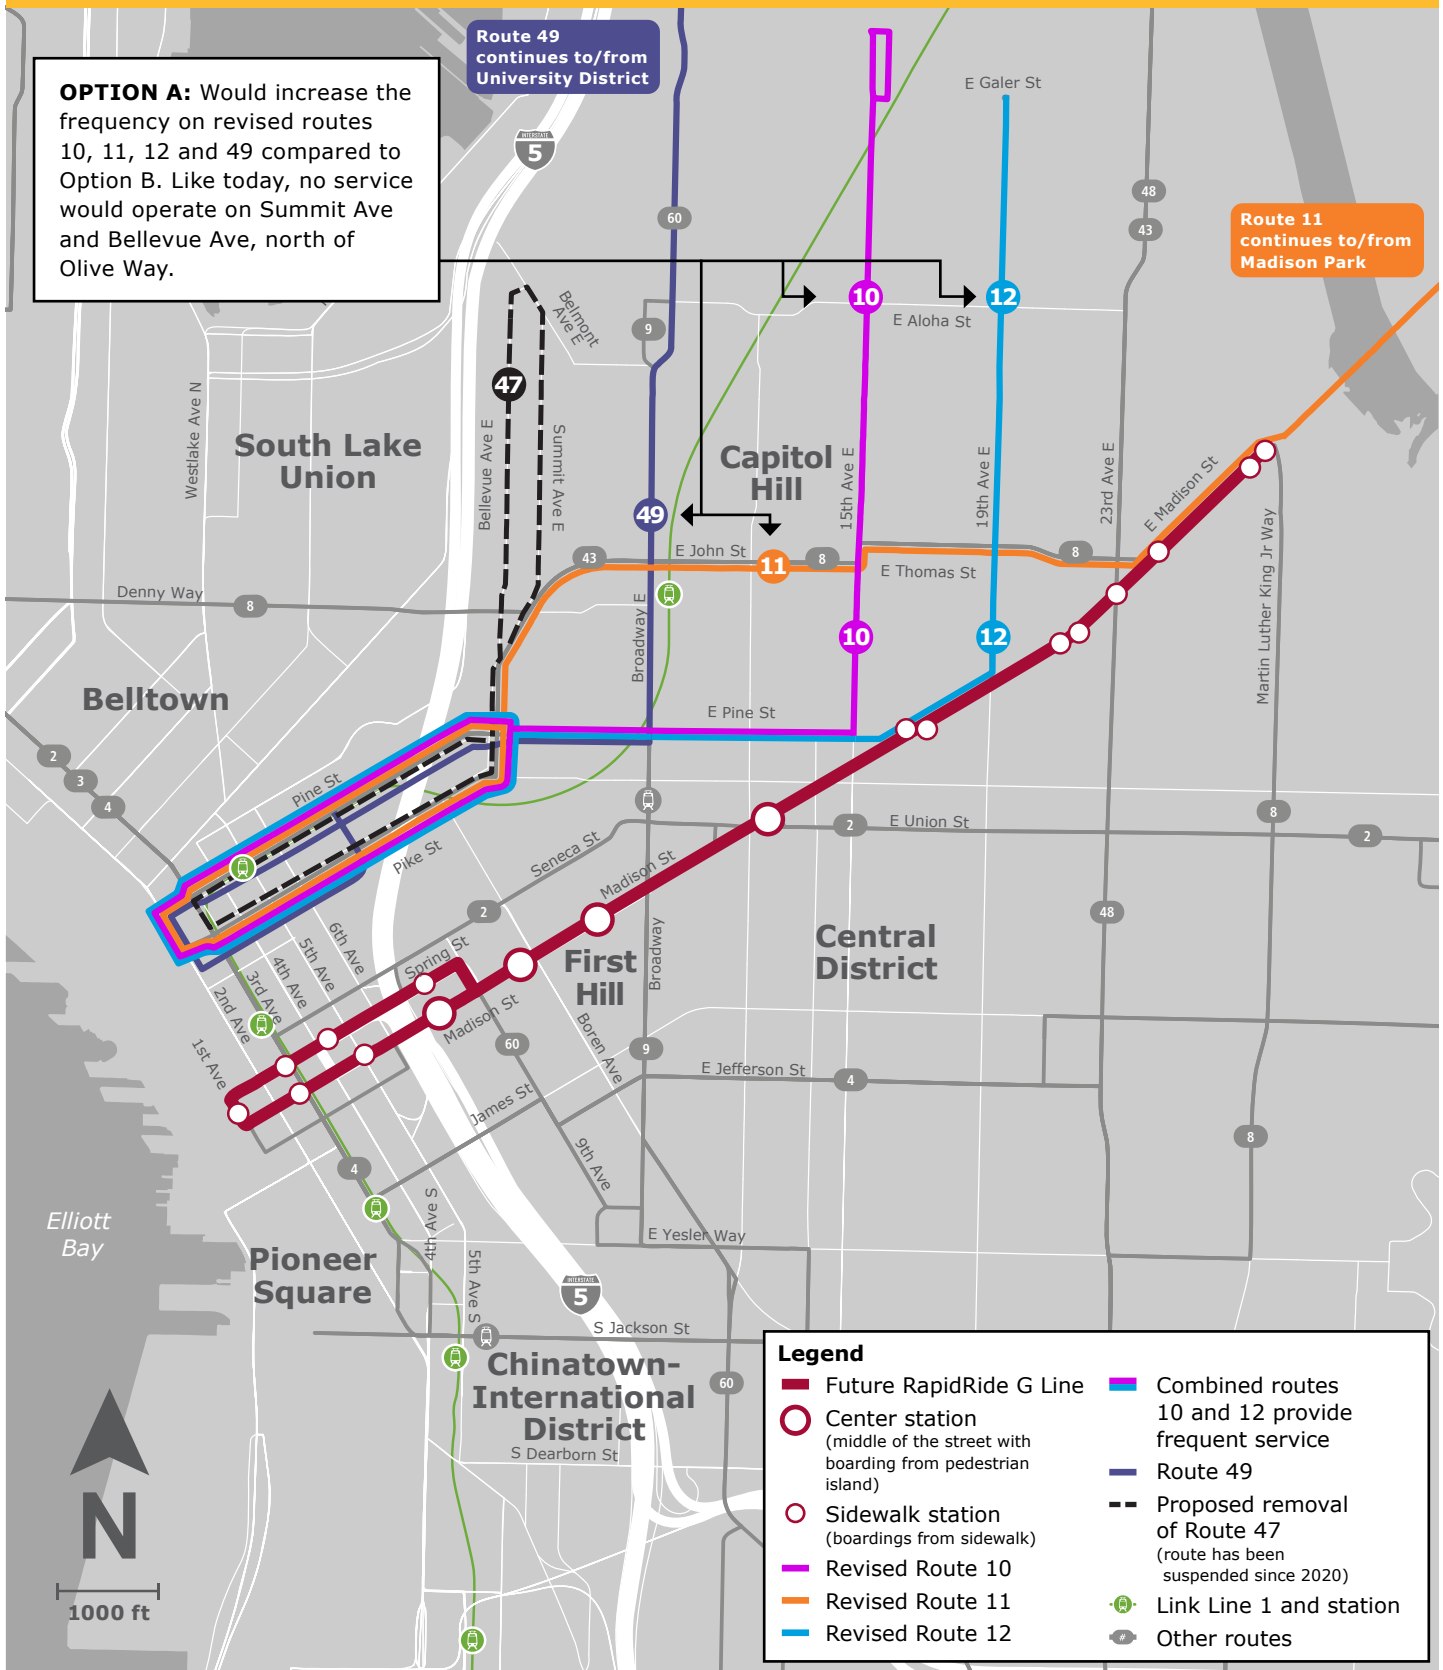 Route 49
continues to/from
University District
OPTION A: Would increase the
frequency on revised routes
10, 11, 12 and 49 compared to
Option B. Like today, no service
would operate on Summit Ave
and Bellevue Ave, north of
Olive Way.
INTERSTATE
5
E Galer St
48
43
60
Route 11
continues to/from
Madison Park
Belmont
Ave E
9
10
12
E Aloha St
47
Westlake Ave N
South Lake
Union
Bellevue Ave E
Summit Ave E
Capitol
Hill
15th Ave E
19th Ave E
23rd Ave E
E Madison St
49
43
E John St
11
8
E Thomas St
8
Martin Luther King Jr Way
Denny Way
8
Broadway E
10
12
Belltown
E Pine St
2
3
4
Pine St
Pike St
Seneca St
Madison St
2
E Union St
8
2
2
48
Central
District
First
Hill
Broadway
6th Ave
5th Ave
4th Ave
3rd Ave
2nd Ave
1st Ave
Spring St
Madison St
60
Boren Ave
9
E Jefferson St
4
James St
9th Ave
8
4
Elliott
Bay
Pioneer
Square
4th Ave S
5th Ave S
E Yesler Way
INTERSTATE
5
S Jackson St
Chinatown-
International
District
60
S Dearborn St
N
1000 ft
Legend
Future RapidRide G Line
Center station
(middle of the street with
boarding from pedestrian
island)
Sidewalk station
(boardings from sidewalk)
Revised Route 10
Revised Route 11
Revised Route 12
Combined routes
10 and 12 provide
frequent service
Route 49
Proposed removal
of Route 47
(route has been
suspended since 2020)
Link Line 1 and station
# Other routes